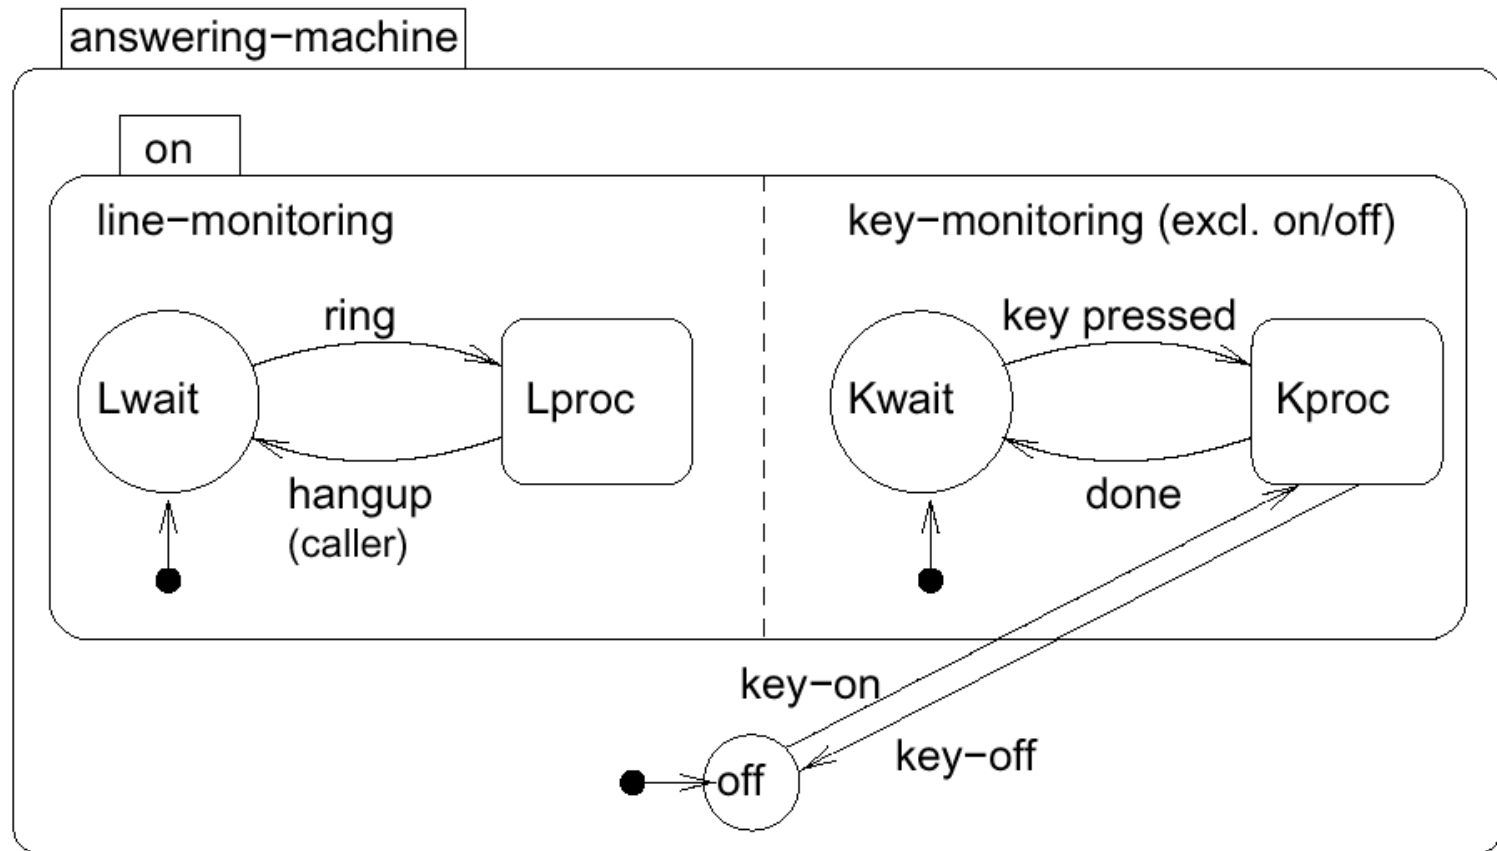 answering−machine
on
line−monitoring
key−monitoring (excl. on/off)
ring
key pressed
Lwait
Lproc
Kwait
Kproc
hangup
(caller)
done
key−on
key−off
off